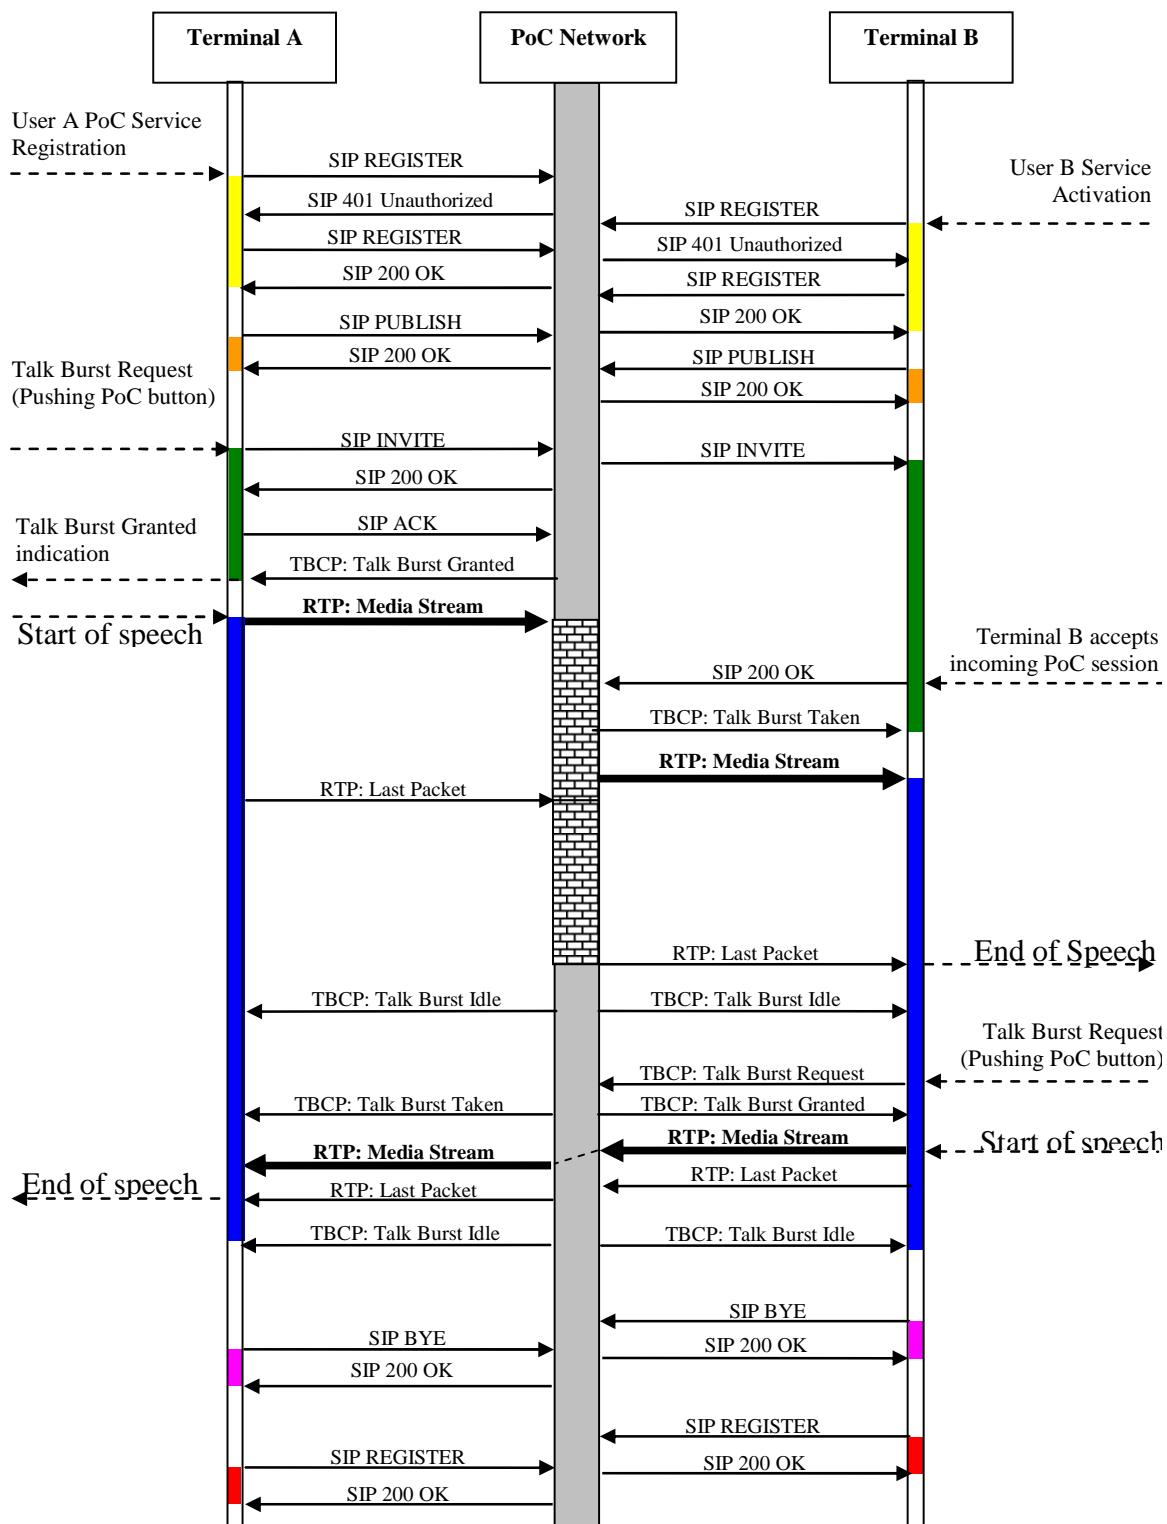 Terminal A
PoC Network
Terminal B
User A PoC Service
Registration
SIP REGISTER
User B Service
Activation
SIP 401 Unauthorized
SIP REGISTER
SIP REGISTER
SIP 401 Unauthorized
SIP 200 OK
SIP REGISTER
SIP PUBLISH
SIP 200 OK
SIP 200 OK
SIP PUBLISH
Talk Burst Request
(Pushing PoC button)
SIP 200 OK
SIP INVITE
SIP INVITE
SIP 200 OK
Talk Burst Granted
indication
SIP ACK
TBCP: Talk Burst Granted
RTP: Media Stream
Start of speech
Terminal B accepts
incoming PoC session
SIP 200 OK
TBCP: Talk Burst Taken
RTP: Media Stream
RTP: Last Packet
RTP: Last Packet
End of Speech
TBCP: Talk Burst Idle
TBCP: Talk Burst Idle
Talk Burst Request
(Pushing PoC button)
TBCP: Talk Burst Request
TBCP: Talk Burst Taken
TBCP: Talk Burst Granted
RTP: Media Stream
Start of speech
RTP: Media Stream
RTP: Last Packet
End of speech
RTP: Last Packet
TBCP: Talk Burst Idle
TBCP: Talk Burst Idle
SIP BYE
SIP BYE
SIP 200 OK
SIP 200 OK
SIP REGISTER
SIP REGISTER
SIP 200 OK
SIP 200 OK